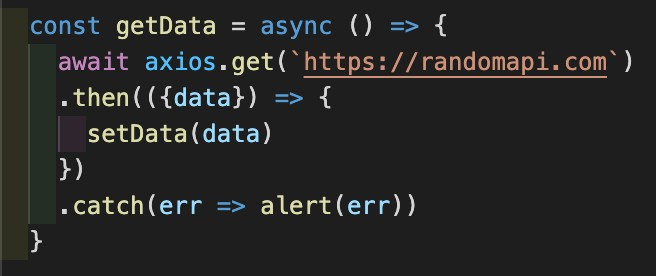 const getData = async () => {
  await axios.get(`https://randomapi.com`)
  .then(({data}) => {
    setData(data)
  })
  .catch(err => alert(err))
}